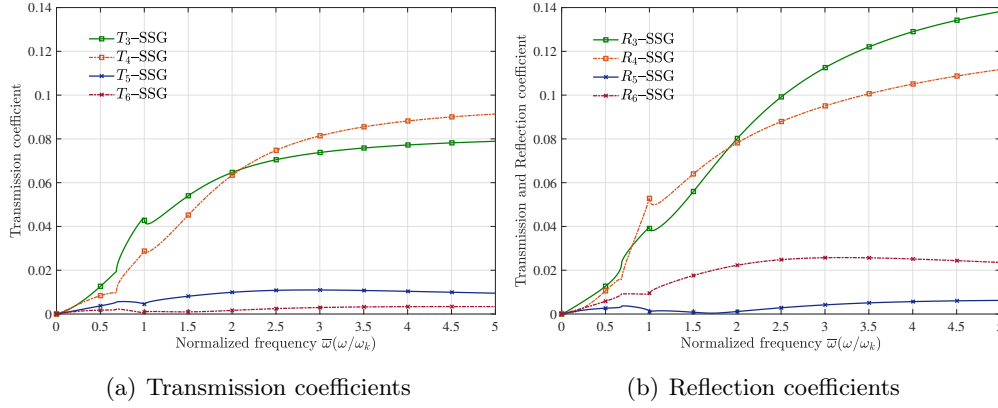 0.14
0.12
0.1
0.08
0.06
0.04
0.02
0
Transmission coefficient
T3–SSG
T4–SSG
T5–SSG
T6–SSG
0 0.5 1 1.5 2 2.5 3 3.5 4 4.5 5
Normalized frequency ϖ(ω/ωk)
(a) Transmission coefficients
0.14
0.12
0.1
0.08
0.06
0.04
0.02
0
Transmission and Reflection coefficient
R3–SSG
R4–SSG
R5–SSG
R6–SSG
0 0.5 1 1.5 2 2.5 3 3.5 4 4.5 5
Normalized frequency ϖ(ω/ωk)
(b) Reflection coefficients